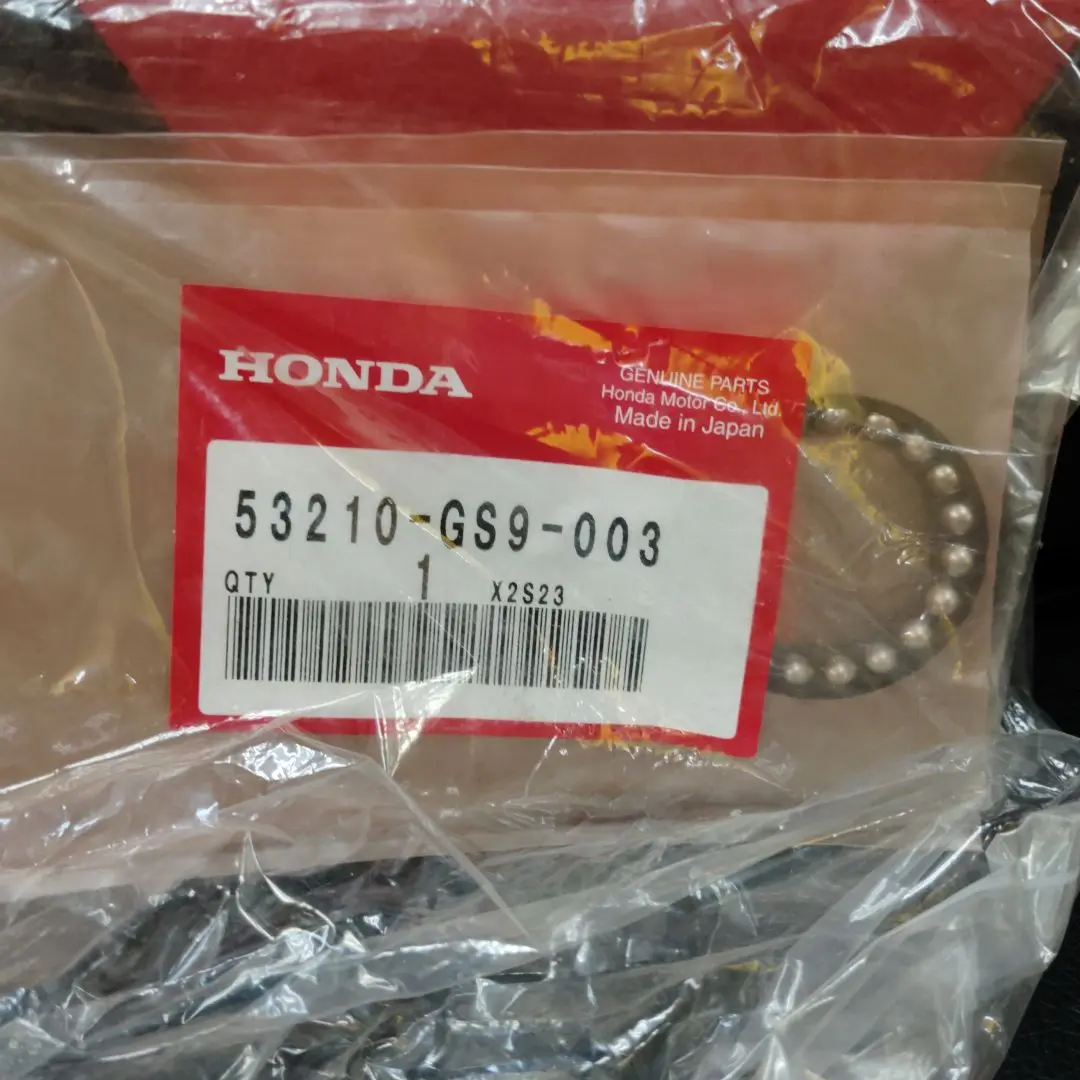 HONDA
GENUINE PARTS
Honda Motor Co., Ltd.
Made in Japan
53210-GS9-003
QTY 1 X2S23